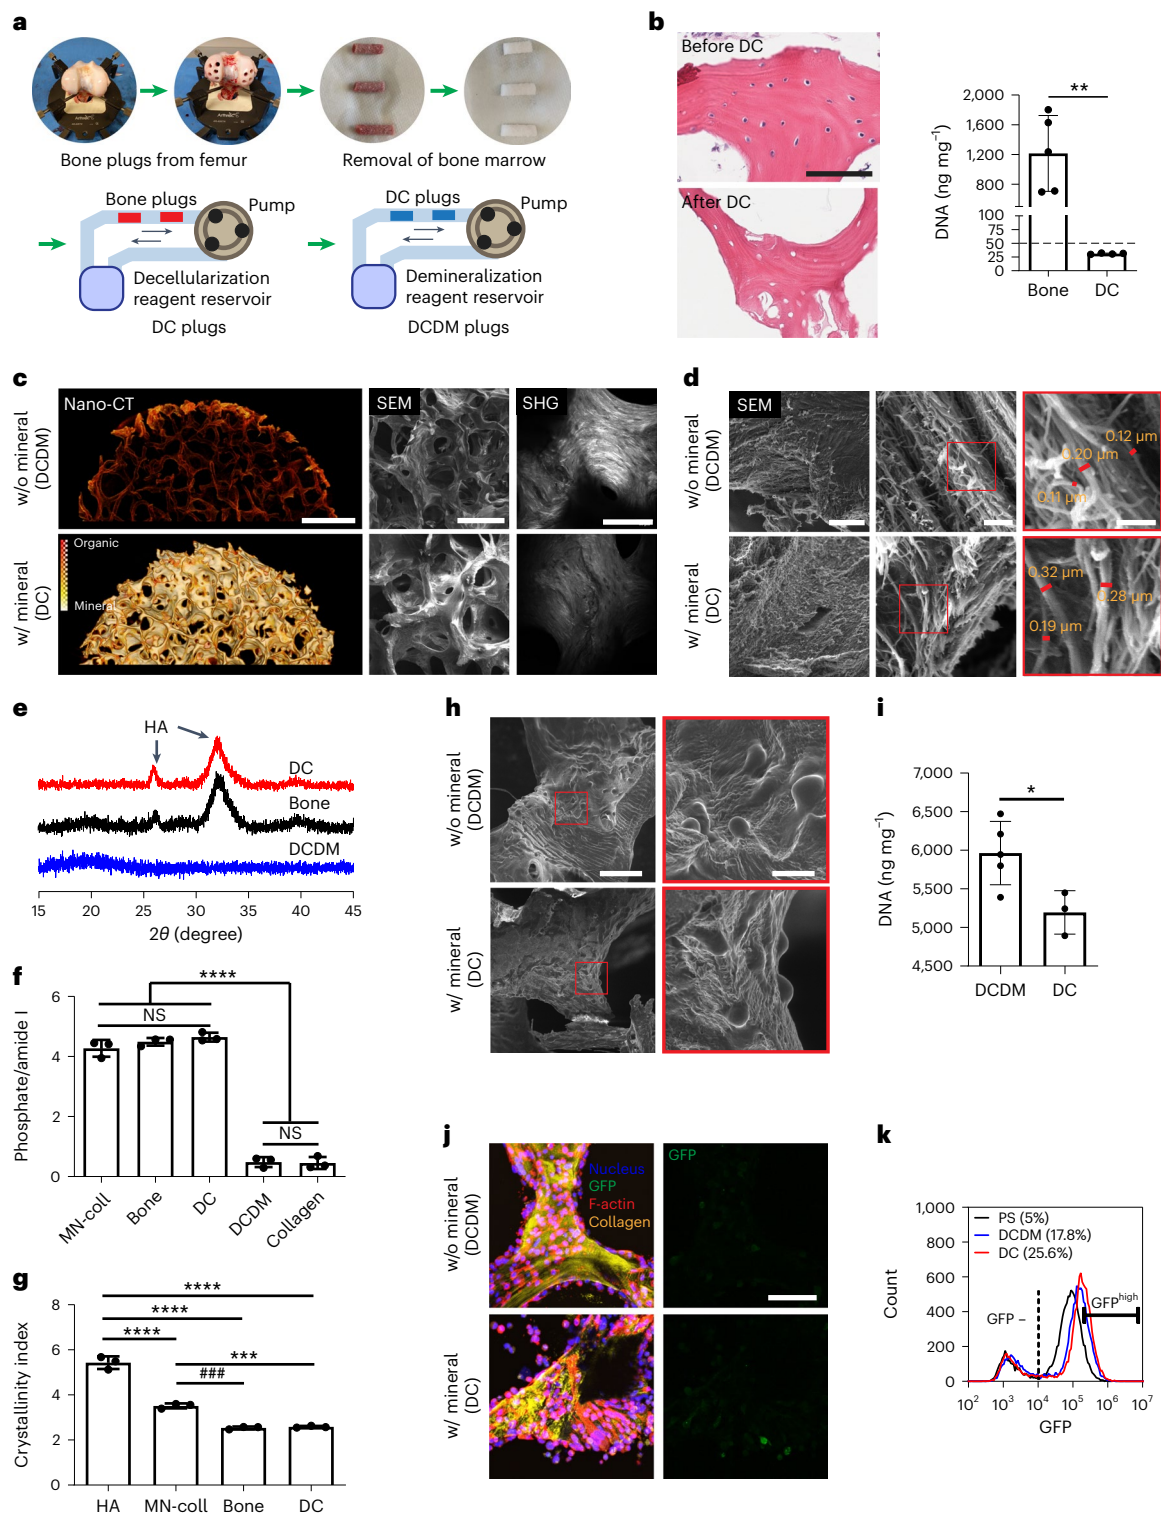 a
Bone plugs from femur
Removal of bone marrow
Bone plugs
Pump
Decellularization
reagent reservoir
DC plugs
DC plugs
Pump
Demineralization
reagent reservoir
DCDM plugs
b
Before DC
After DC
DNA (ng mg⁻¹)
2,000
1,600
1,200
800
100
75
50
25
0
**
Bone
DC
c
w/o mineral
(DCDM)
w/ mineral
(DC)
Nano-CT
SEM
SHG
Organic
Mineral
d
w/o mineral
(DCDM)
w/ mineral
(DC)
SEM
0.12 µm
0.20 µm
0.11 µm
0.32 µm
0.28 µm
0.19 µm
e
HA
DC
Bone
DCDM
15 20 25 30 35 40 45
2θ (degree)
f
Phosphate/amide I
6
4
2
0
****
NS
NS
MN-coll
Bone
DC
DCDM
Collagen
g
Crystallinity index
8
6
4
2
0
****
****
****
***
###
HA
MN-coll
Bone
DC
h
w/o mineral
(DCDM)
w/ mineral
(DC)
i
DNA (ng mg⁻¹)
7,000
6,500
6,000
5,500
5,000
4,500
*
DCDM
DC
j
w/o mineral
(DCDM)
w/ mineral
(DC)
Nucleus
GFP
F-actin
Collagen
GFP
k
Count
1,000
800
600
400
200
0
PS (5%)
DCDM (17.8%)
DC (25.6%)
GFP –
GFPʰⁱᵍʰ
10² 10³ 10⁴ 10⁵ 10⁶ 10⁷
GFP